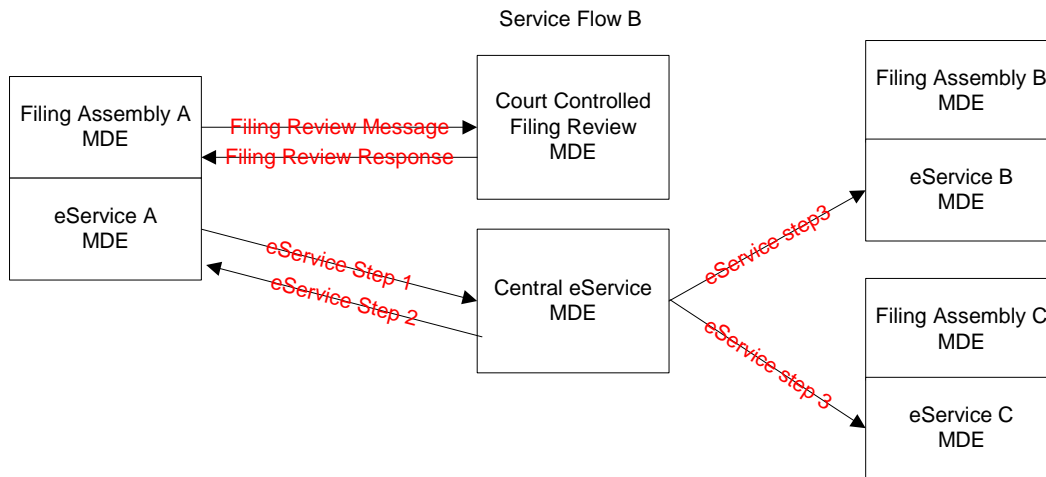 Service Flow B
Filing Assembly A
MDE
Filing Review Message
Filing Review Response
Court Controlled
Filing Review
MDE
Filing Assembly B
MDE
eService B
MDE
eService A
MDE
eService Step 1
eService Step 2
Central eService
MDE
eService step3
eService step 3
Filing Assembly C
MDE
eService C
MDE